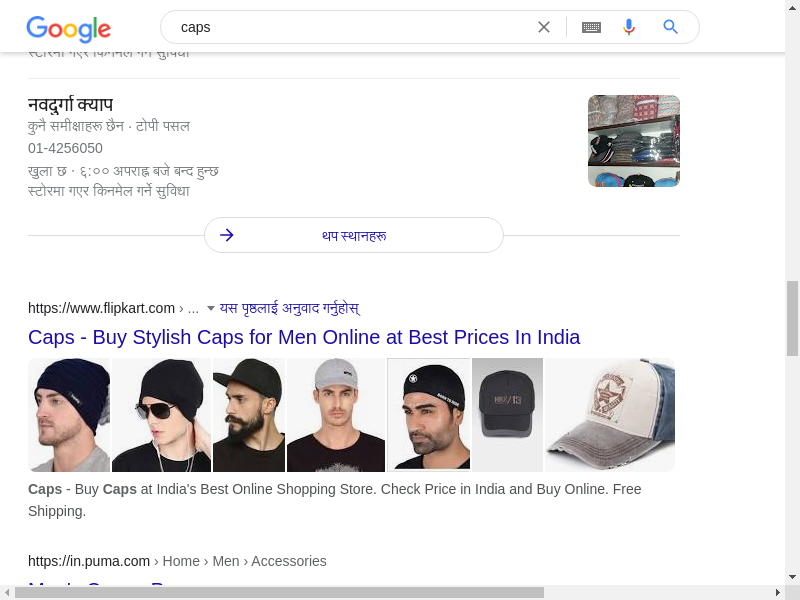 Google
caps
स्टोरमा गएर किनमेल गर्ने सुविधा
नवदुर्गा क्याप
कुनै समीक्षाहरू छैन · टोपी पसल
01-4256050
खुला छ · ६:०० अपराह्न बजे बन्द हुन्छ
स्टोरमा गएर किनमेल गर्ने सुविधा
थप स्थानहरू
https://www.flipkart.com › ... यस पृष्ठलाई अनुवाद गर्नुहोस्
Caps - Buy Stylish Caps for Men Online at Best Prices In India
Caps - Buy Caps at India's Best Online Shopping Store. Check Price in India and Buy Online. Free
Shipping.
https://in.puma.com › Home › Men › Accessories